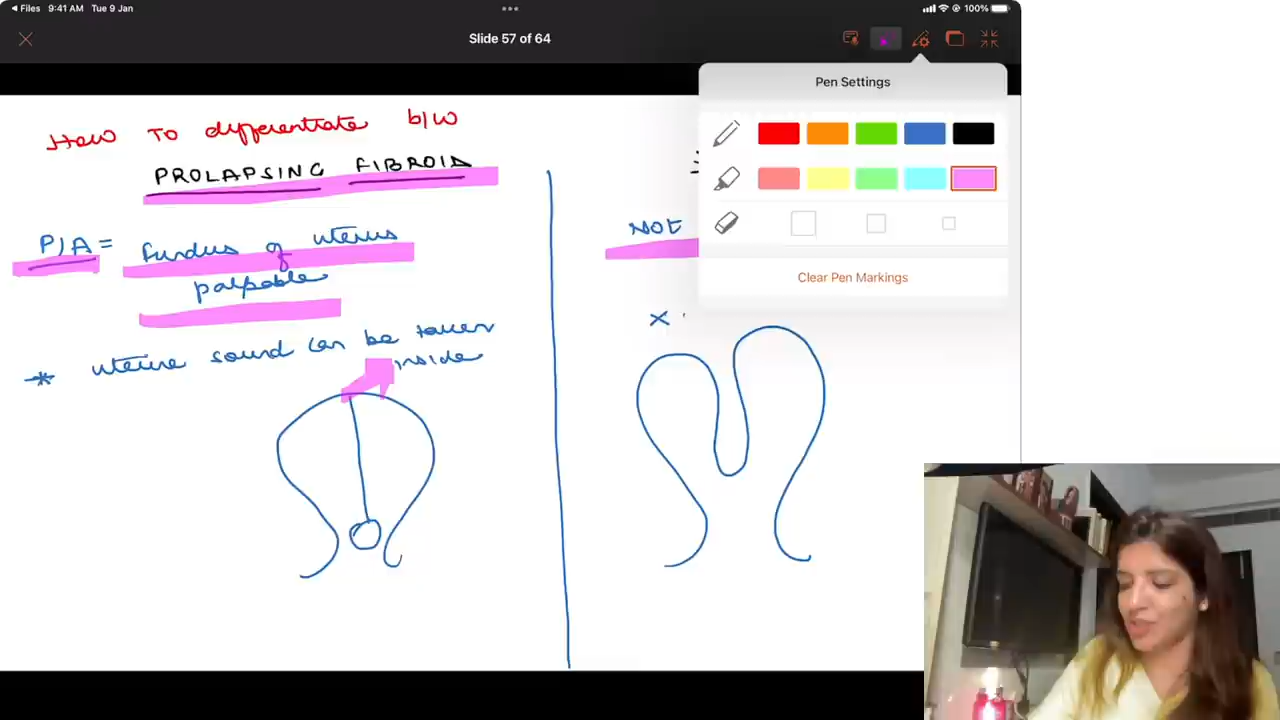 Files 9:41 AM Tue 9 Jan
100%
Slide 57 of 64
Pen Settings
Clear Pen Markings
How To differentiate b/w
PROLAPSING FIBROID
P/A = fundus of uterus
palpable
* uterine sound can be taken
inside
NOT
x